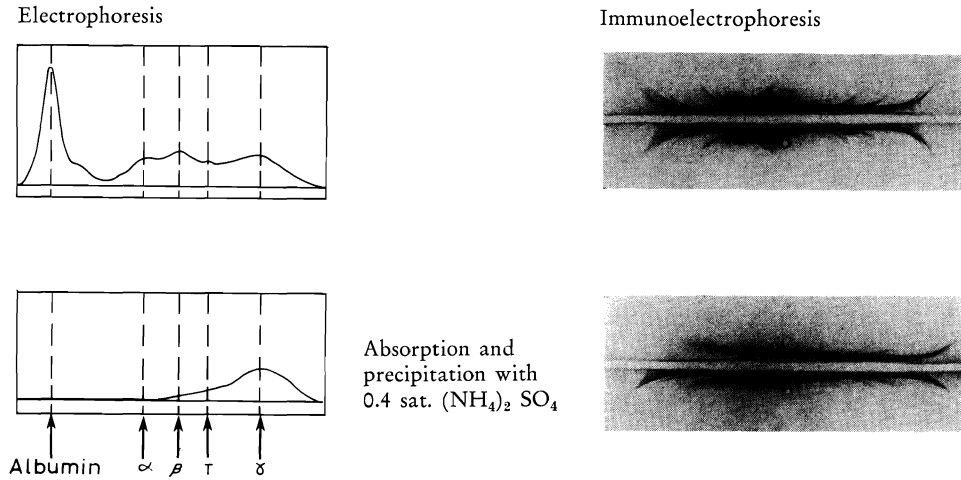 Electrophoresis
Immunoelectrophoresis
Absorption and
precipitation with
0.4 sat. (NH₄)₂ SO₄
Albumin α β T γ